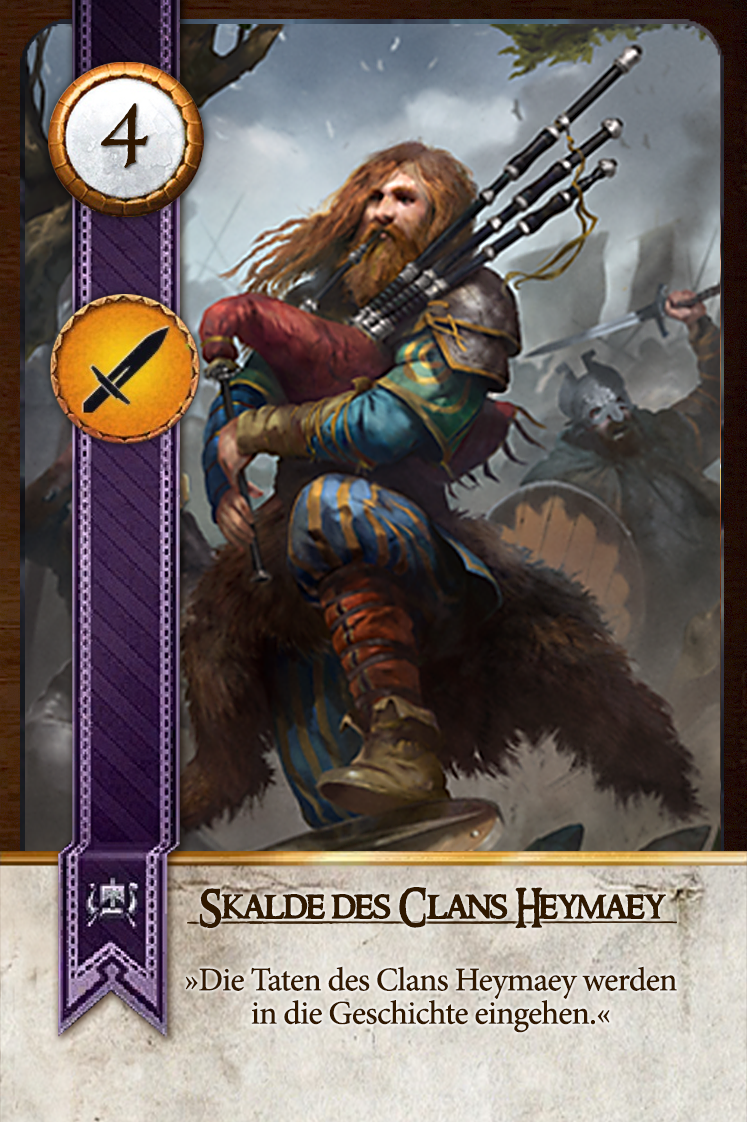 4
Skalde des Clans Heymaey
»Die Taten des Clans Heymaey werden
in die Geschichte eingehen.«